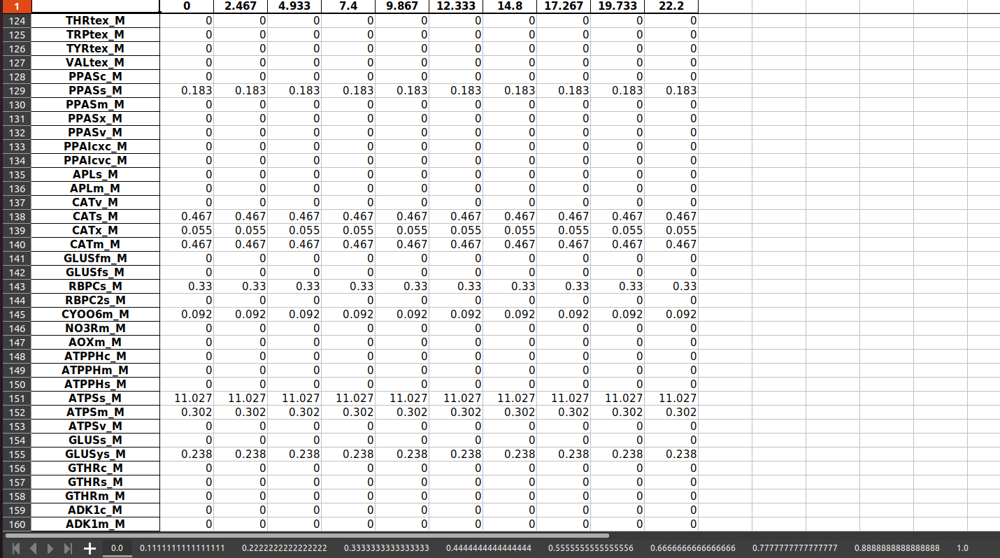 1 0 2.467 4.933 7.4 9.867 12.333 14.8 17.267 19.733 22.2
124 THRtex_M 0 0 0 0 0 0 0 0 0 0
125 TRPtex_M 0 0 0 0 0 0 0 0 0 0
126 TYRtex_M 0 0 0 0 0 0 0 0 0 0
127 VALtex_M 0 0 0 0 0 0 0 0 0 0
128 PPASc_M 0 0 0 0 0 0 0 0 0 0
129 PPASs_M 0.183 0.183 0.183 0.183 0.183 0.183 0.183 0.183 0.183 0.183
130 PPASm_M 0 0 0 0 0 0 0 0 0 0
131 PPASx_M 0 0 0 0 0 0 0 0 0 0
132 PPASv_M 0 0 0 0 0 0 0 0 0 0
133 PPAIcxc_M 0 0 0 0 0 0 0 0 0 0
134 PPAIcvc_M 0 0 0 0 0 0 0 0 0 0
135 APLs_M 0 0 0 0 0 0 0 0 0 0
136 APLm_M 0 0 0 0 0 0 0 0 0 0
137 CATv_M 0 0 0 0 0 0 0 0 0 0
138 CATs_M 0.467 0.467 0.467 0.467 0.467 0.467 0.467 0.467 0.467 0.467
139 CATx_M 0.055 0.055 0.055 0.055 0.055 0.055 0.055 0.055 0.055 0.055
140 CATm_M 0.467 0.467 0.467 0.467 0.467 0.467 0.467 0.467 0.467 0.467
141 GLUSfm_M 0 0 0 0 0 0 0 0 0 0
142 GLUSfs_M 0 0 0 0 0 0 0 0 0 0
143 RBPCs_M 0.33 0.33 0.33 0.33 0.33 0.33 0.33 0.33 0.33 0.33
144 RBPC2s_M 0 0 0 0 0 0 0 0 0 0
145 CYOO6m_M 0.092 0.092 0.092 0.092 0.092 0.092 0.092 0.092 0.092 0.092
146 NO3Rm_M 0 0 0 0 0 0 0 0 0 0
147 AOXm_M 0 0 0 0 0 0 0 0 0 0
148 ATPPHc_M 0 0 0 0 0 0 0 0 0 0
149 ATPPHm_M 0 0 0 0 0 0 0 0 0 0
150 ATPPHs_M 0 0 0 0 0 0 0 0 0 0
151 ATPSs_M 11.027 11.027 11.027 11.027 11.027 11.027 11.027 11.027 11.027 11.027
152 ATPSm_M 0.302 0.302 0.302 0.302 0.302 0.302 0.302 0.302 0.302 0.302
153 ATPSv_M 0 0 0 0 0 0 0 0 0 0
154 GLUSs_M 0 0 0 0 0 0 0 0 0 0
155 GLUSys_M 0.238 0.238 0.238 0.238 0.238 0.238 0.238 0.238 0.238 0.238
156 GTHRc_M 0 0 0 0 0 0 0 0 0 0
157 GTHRs_M 0 0 0 0 0 0 0 0 0 0
158 GTHRm_M 0 0 0 0 0 0 0 0 0 0
159 ADK1c_M 0 0 0 0 0 0 0 0 0 0
160 ADK1m_M 0 0 0 0 0 0 0 0 0 0
0.0 0.1111111111111111 0.2222222222222222 0.3333333333333333 0.4444444444444444 0.5555555555555556 0.6666666666666666 0.7777777777777777 0.8888888888888888 1.0